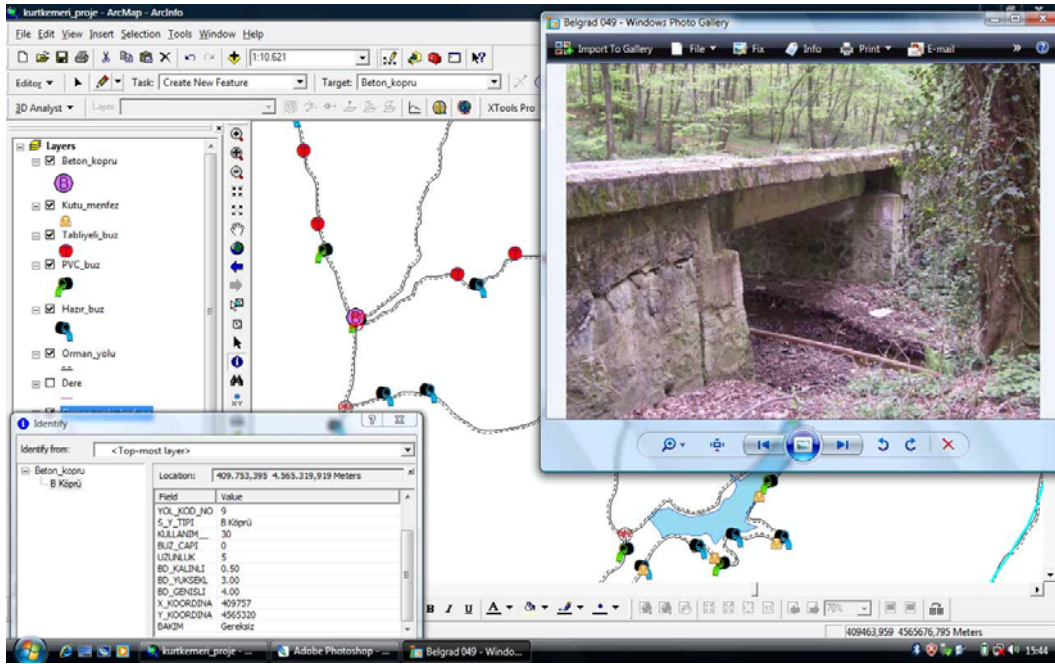 kurtkemeri_proje - ArcMap - ArcInfo
File Edit View Insert Selection Tools Window Help
1:10.621
Editor Task: Create New Feature Target: Beton_kopru
3D Analyst Layer: XTools Pro
Layers
Beton_kopru
B
Kutu_menfez
Tabliyeli_buz
T
PVC_buz
Hazır_buz
Orman_yolu
Dere
XY
T
T
T
T
B
Belgrad 049 - Windows Photo Gallery
Import To Gallery File Fix Info Print E-mail
Identify
Identify from: <Top-most layer>
Beton_kopru
B Köprü
Location: 409.753,395 4.565.319,919 Meters
Field Value
YOL_KOD_NO 9
S_Y_TIPI B Köprü
KULLANIM__ 30
BUZ_CAPI 0
UZUNLUK 5
BD_KALINLI 0.50
BD_YUKSEKL 3.00
BD_GENISLI 4.00
X_KOORDINA 409757
Y_KOORDINA 4565320
BAKIM Gereksiz
B I U A
70%
409463,959 4565676,795 Meters
kurtkemeri_proje - ... Adobe Photoshop - ... Belgrad 049 - Windo... 15:44